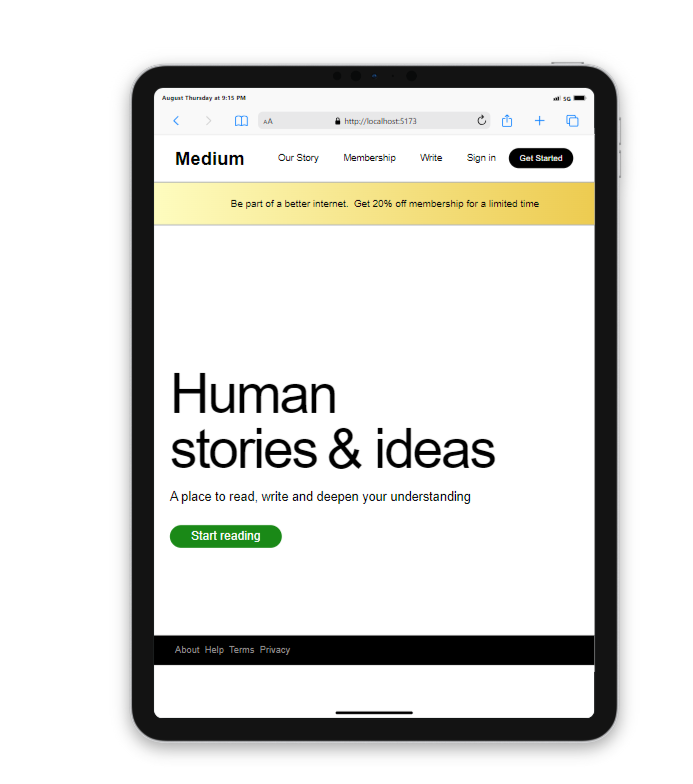 August Thursday at 9:15 PM 5G
AA http://localhost:5173
Medium Our Story Membership Write Sign in Get Started
Be part of a better internet. Get 20% off membership for a limited time
Human
stories & ideas
A place to read, write and deepen your understanding
Start reading
About Help Terms Privacy